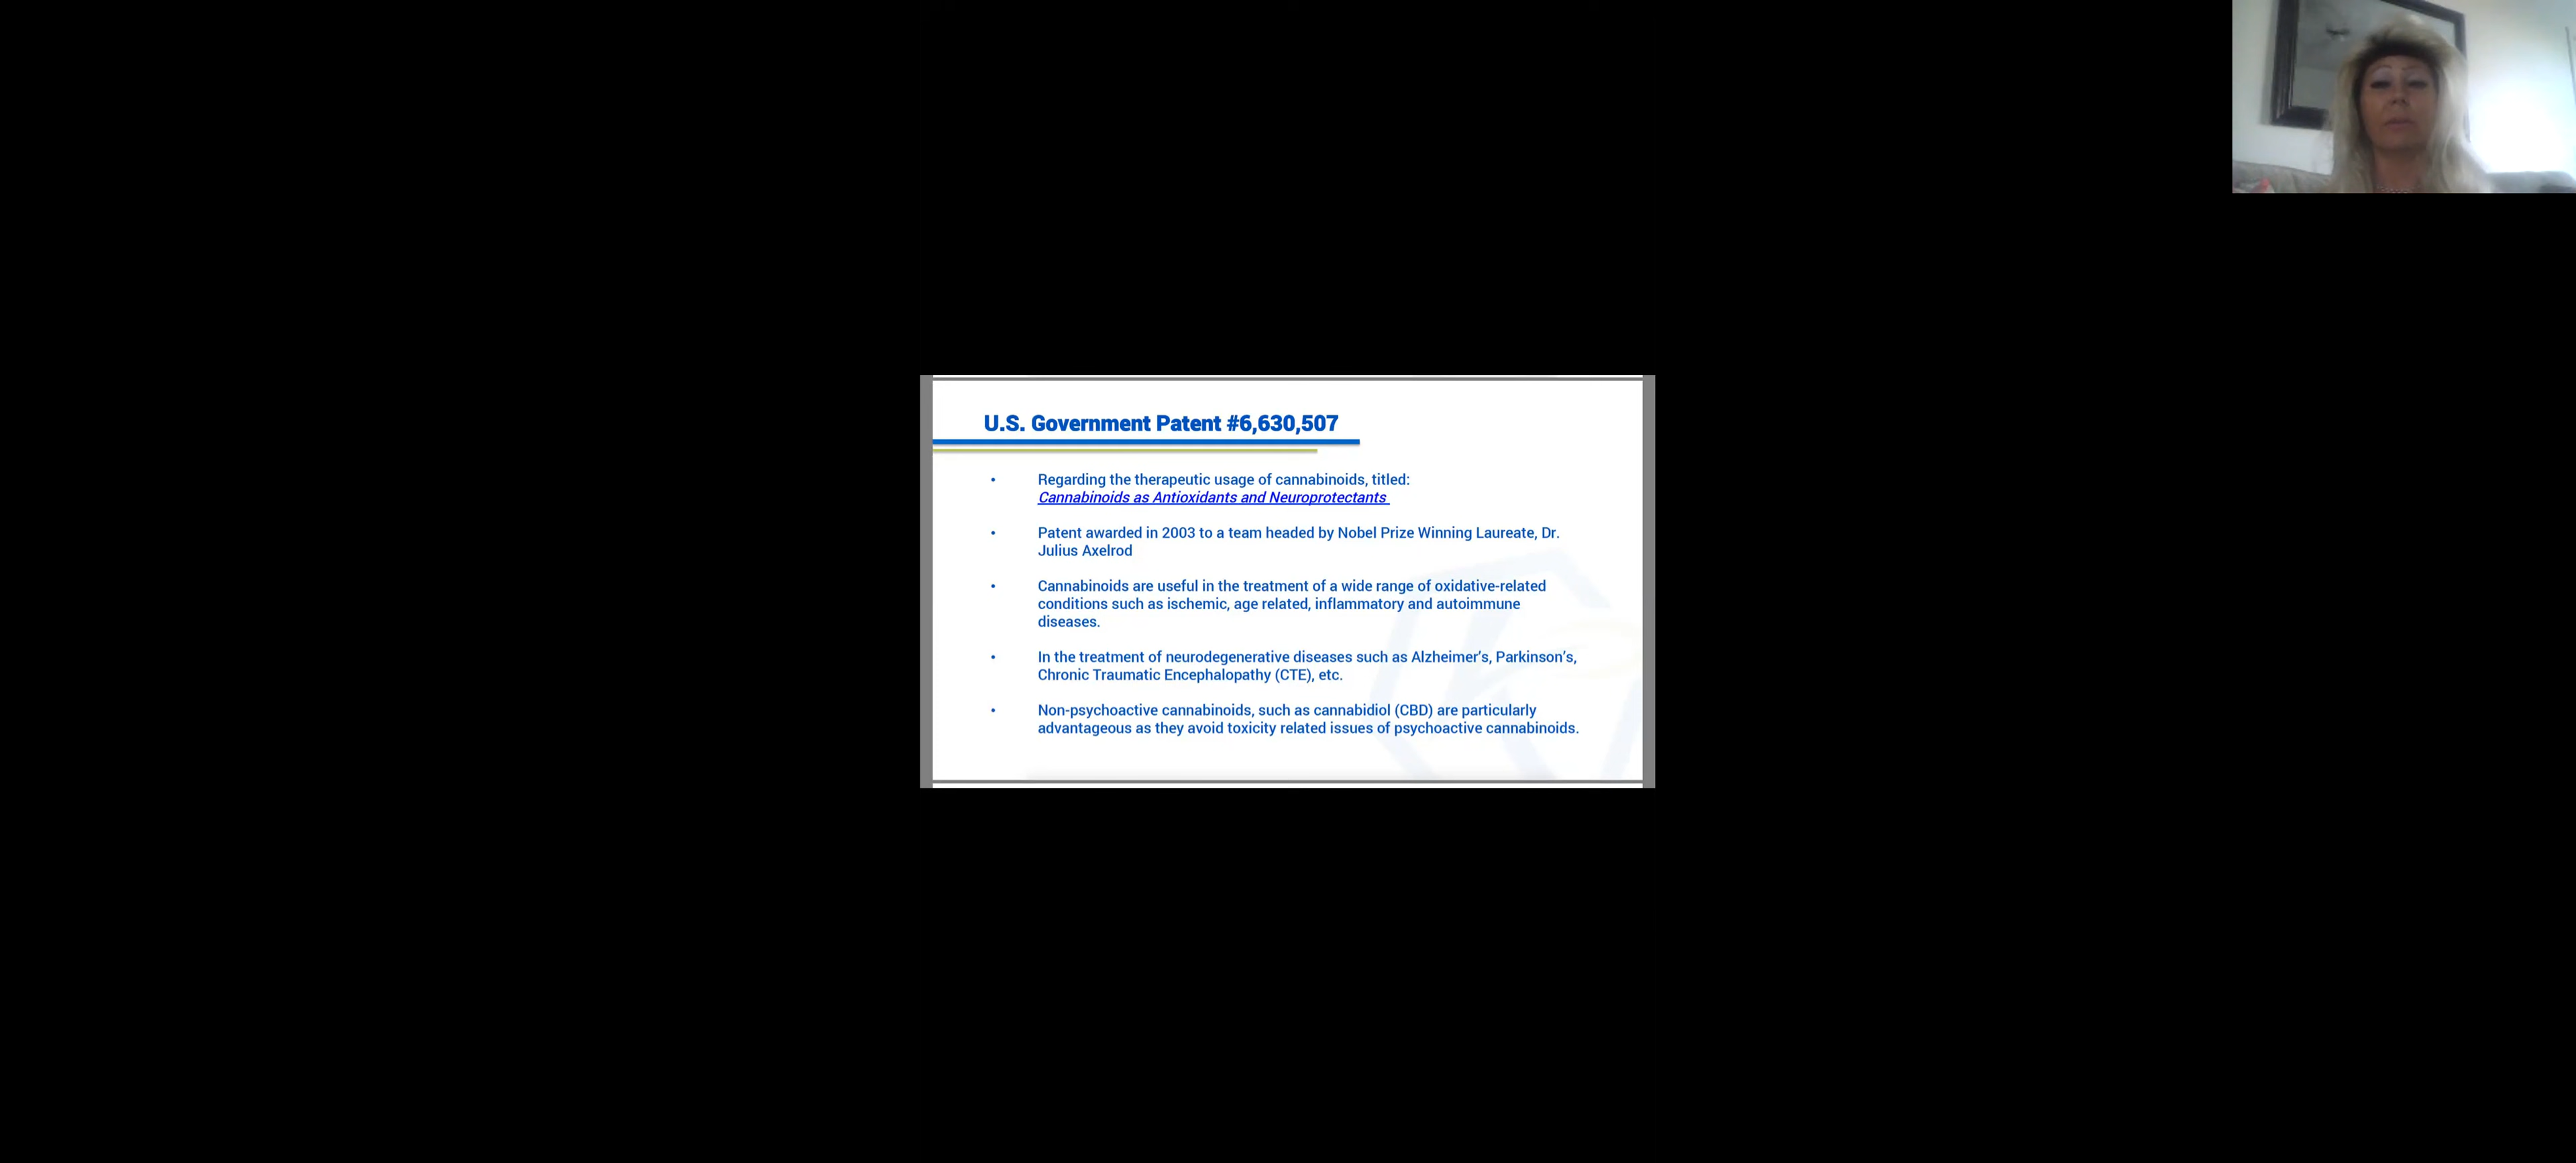 U.S. Government Patent #6,630,507
• Regarding the therapeutic usage of cannabinoids, titled:
Cannabinoids as Antioxidants and Neuroprotectants
• Patent awarded in 2003 to a team headed by Nobel Prize Winning Laureate, Dr.
Julius Axelrod
• Cannabinoids are useful in the treatment of a wide range of oxidative-related
conditions such as ischemic, age related, inflammatory and autoimmune
diseases.
• In the treatment of neurodegenerative diseases such as Alzheimer’s, Parkinson’s,
Chronic Traumatic Encephalopathy (CTE), etc.
• Non-psychoactive cannabinoids, such as cannabidiol (CBD) are particularly
advantageous as they avoid toxicity related issues of psychoactive cannabinoids.